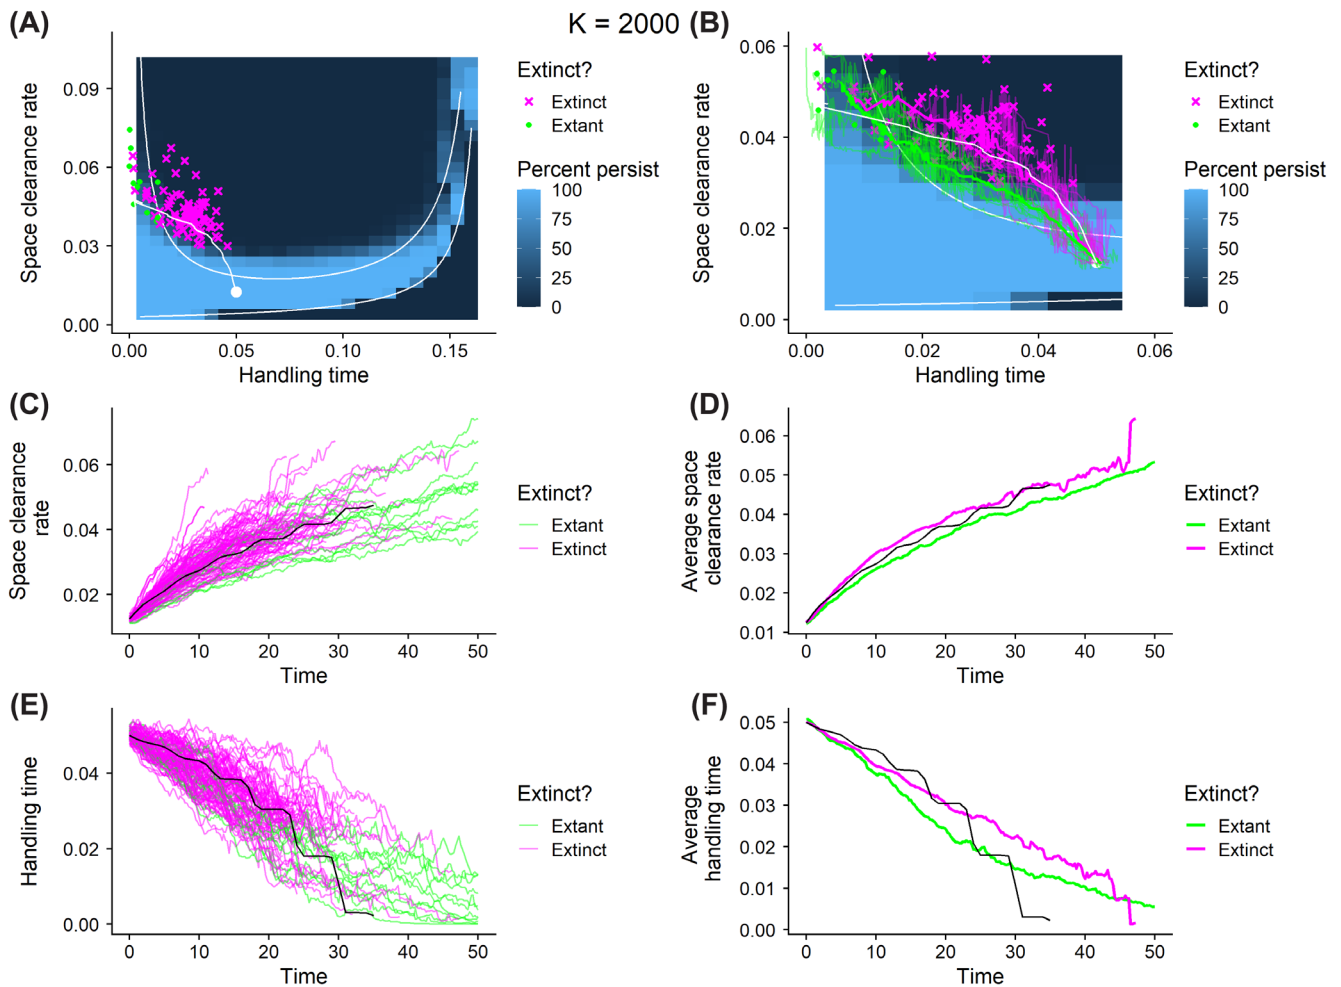 (A)
K = 2000
(B)
Space clearance rate
0.09
0.06
0.03
0.00
0.00
0.05
0.10
0.15
Handling time
Extinct?
Extinct
Extant
Percent persist
100
75
50
25
0
Space clearance rate
0.06
0.04
0.02
0.00
0.00
0.02
0.04
0.06
Handling time
Extinct?
Extinct
Extant
Percent persist
100
75
50
25
0
(C)
Space clearance
rate
0.06
0.04
0.02
0
10
20
30
40
50
Time
Extinct?
Extant
Extinct
(D)
Average space
clearance rate
0.06
0.05
0.04
0.03
0.02
0.01
0
10
20
30
40
50
Time
Extinct?
Extant
Extinct
(E)
Handling time
0.04
0.02
0.00
0
10
20
30
40
50
Time
Extinct?
Extant
Extinct
(F)
Average
handling time
0.05
0.04
0.03
0.02
0.01
0.00
0
10
20
30
40
50
Time
Extinct?
Extant
Extinct